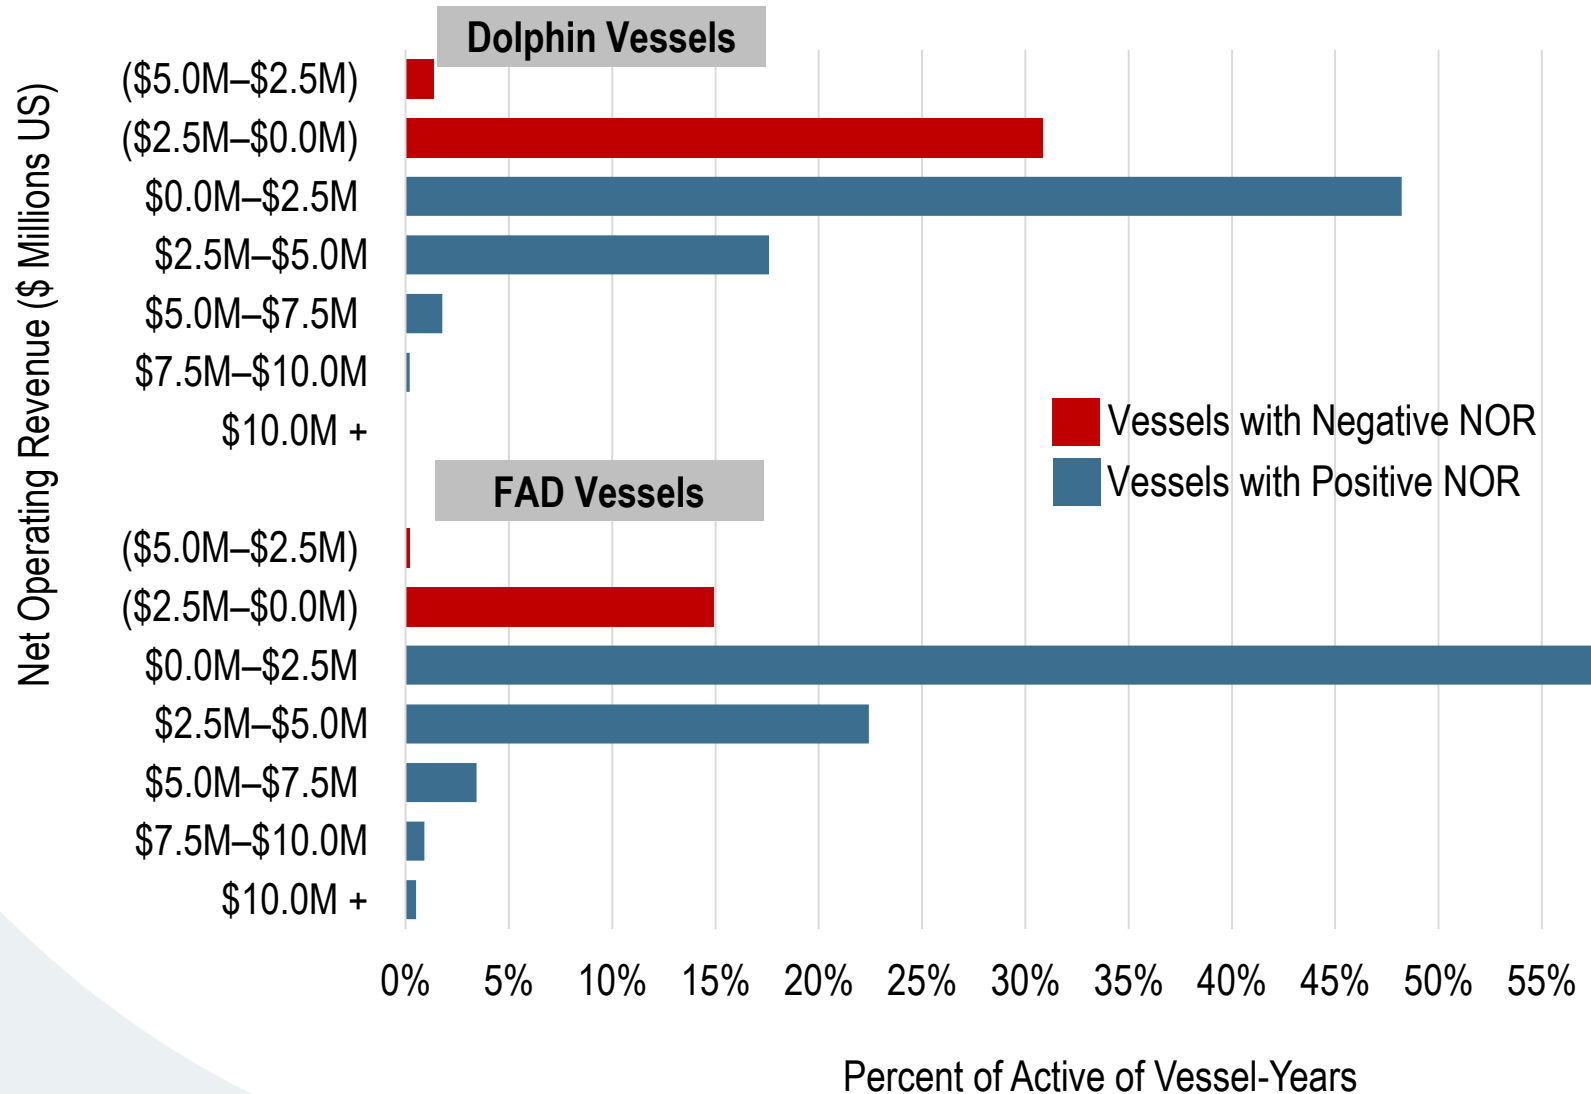 Dolphin Vessels
Net Operating Revenue ($ Millions US)
($5.0M–$2.5M)
($2.5M–$0.0M)
$0.0M–$2.5M
$2.5M–$5.0M
$5.0M–$7.5M
$7.5M–$10.0M
$10.0M +
Vessels with Negative NOR
Vessels with Positive NOR
FAD Vessels
($5.0M–$2.5M)
($2.5M–$0.0M)
$0.0M–$2.5M
$2.5M–$5.0M
$5.0M–$7.5M
$7.5M–$10.0M
$10.0M +
0% 5% 10% 15% 20% 25% 30% 35% 40% 45% 50% 55%
Percent of Active of Vessel-Years